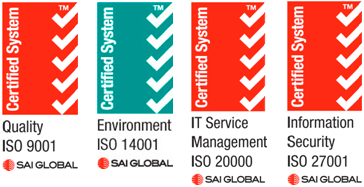 Certified System TM
Quality
ISO 9001
SAI GLOBAL
Certified System TM
Environment
ISO 14001
SAI GLOBAL
Certified System TM
IT Service
Management
ISO 20000
SAI GLOBAL
Certified System TM
Information
Security
ISO 27001
SAI GLOBAL